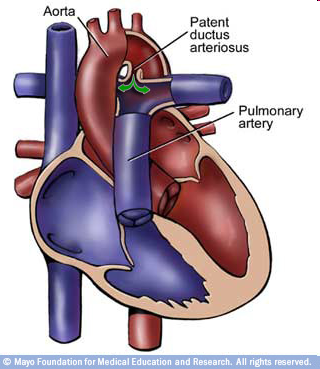 Aorta
Patent
ductus
arteriosus
Pulmonary
artery
© Mayo Foundation for Medical Education and Research. All rights reserved.